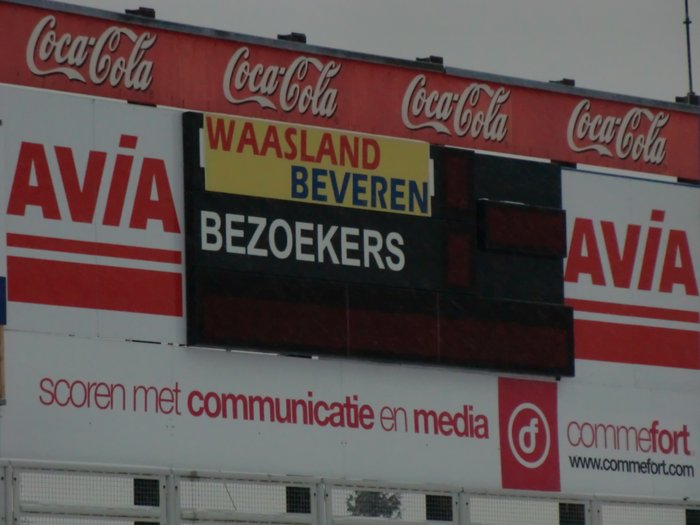 Coca-Cola Coca-Cola Coca-Cola Coca-Cola
AVIA
WAASLAND
BEVEREN
BEZOEKERS
AVIA
scoren met communicatie en media
commefort.
www.commefort.com